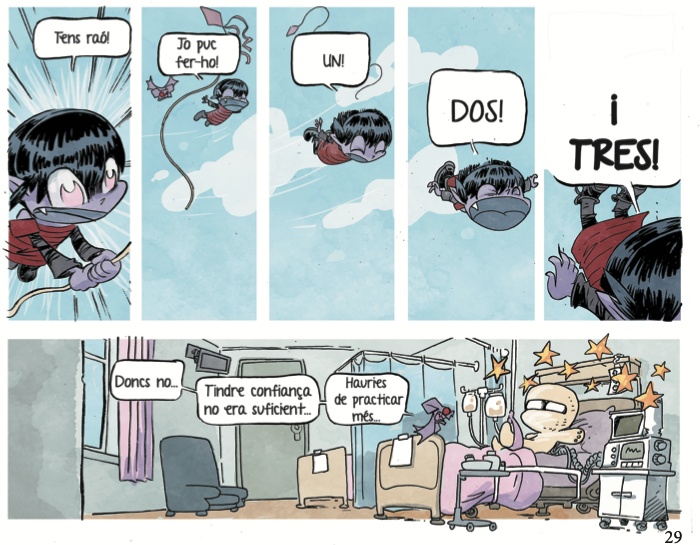 Tens raó!
Jo puc
fer-ho!
UN!
DOS!
i
TRES!
Doncs no...
Tindre confiança
no era suficient...
Hauries
de practicar
més...
29